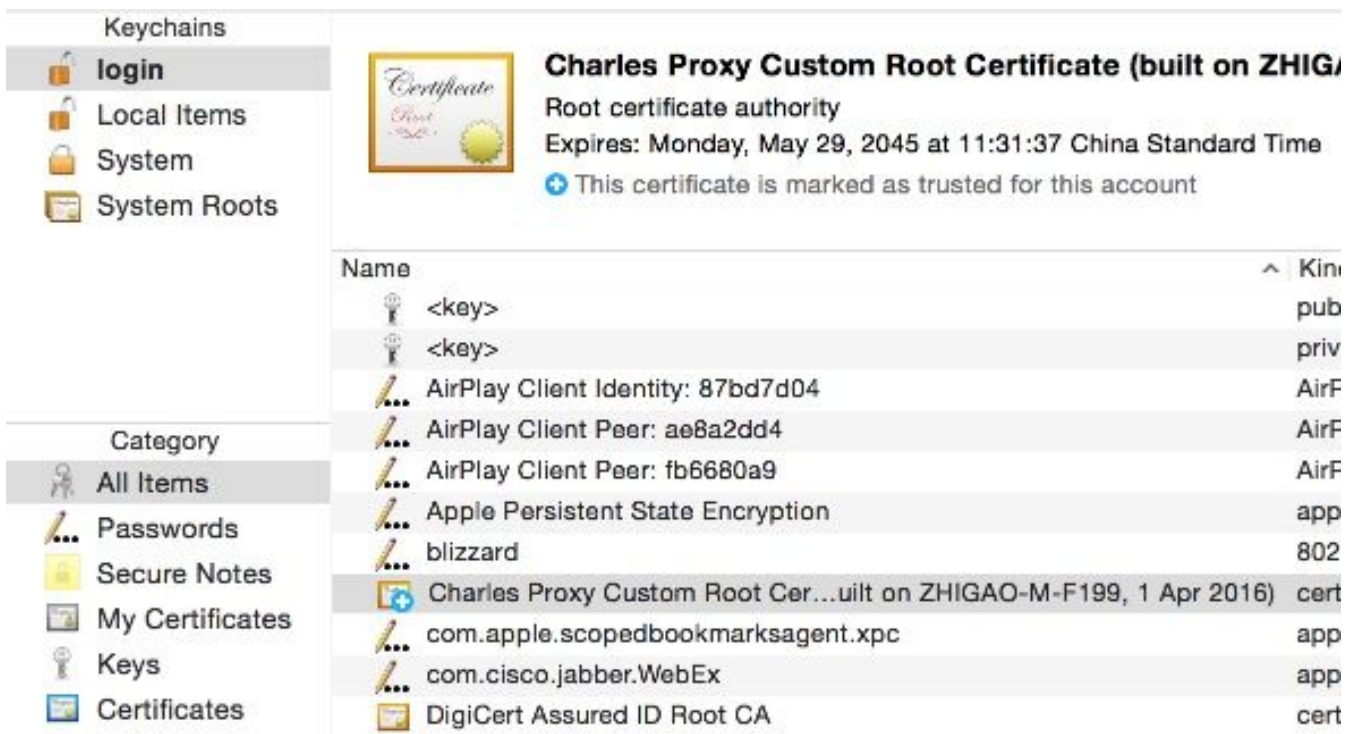 Keychains
login
Local Items
System
System Roots
Category
All Items
Passwords
Secure Notes
My Certificates
Keys
Certificates
Certificate
Root
Charles Proxy Custom Root Certificate (built on ZHIGA
Root certificate authority
Expires: Monday, May 29, 2045 at 11:31:37 China Standard Time
This certificate is marked as trusted for this account
Name Kin
<key> pub
<key> priv
AirPlay Client Identity: 87bd7d04 AirP
AirPlay Client Peer: ae8a2dd4 AirP
AirPlay Client Peer: fb6680a9 AirP
Apple Persistent State Encryption app
blizzard 802
Charles Proxy Custom Root Cer...uilt on ZHIGAO-M-F199, 1 Apr 2016) cert
com.apple.scopedbookmarksagent.xpc app
com.cisco.jabber.WebEx app
DigiCert Assured ID Root CA cert